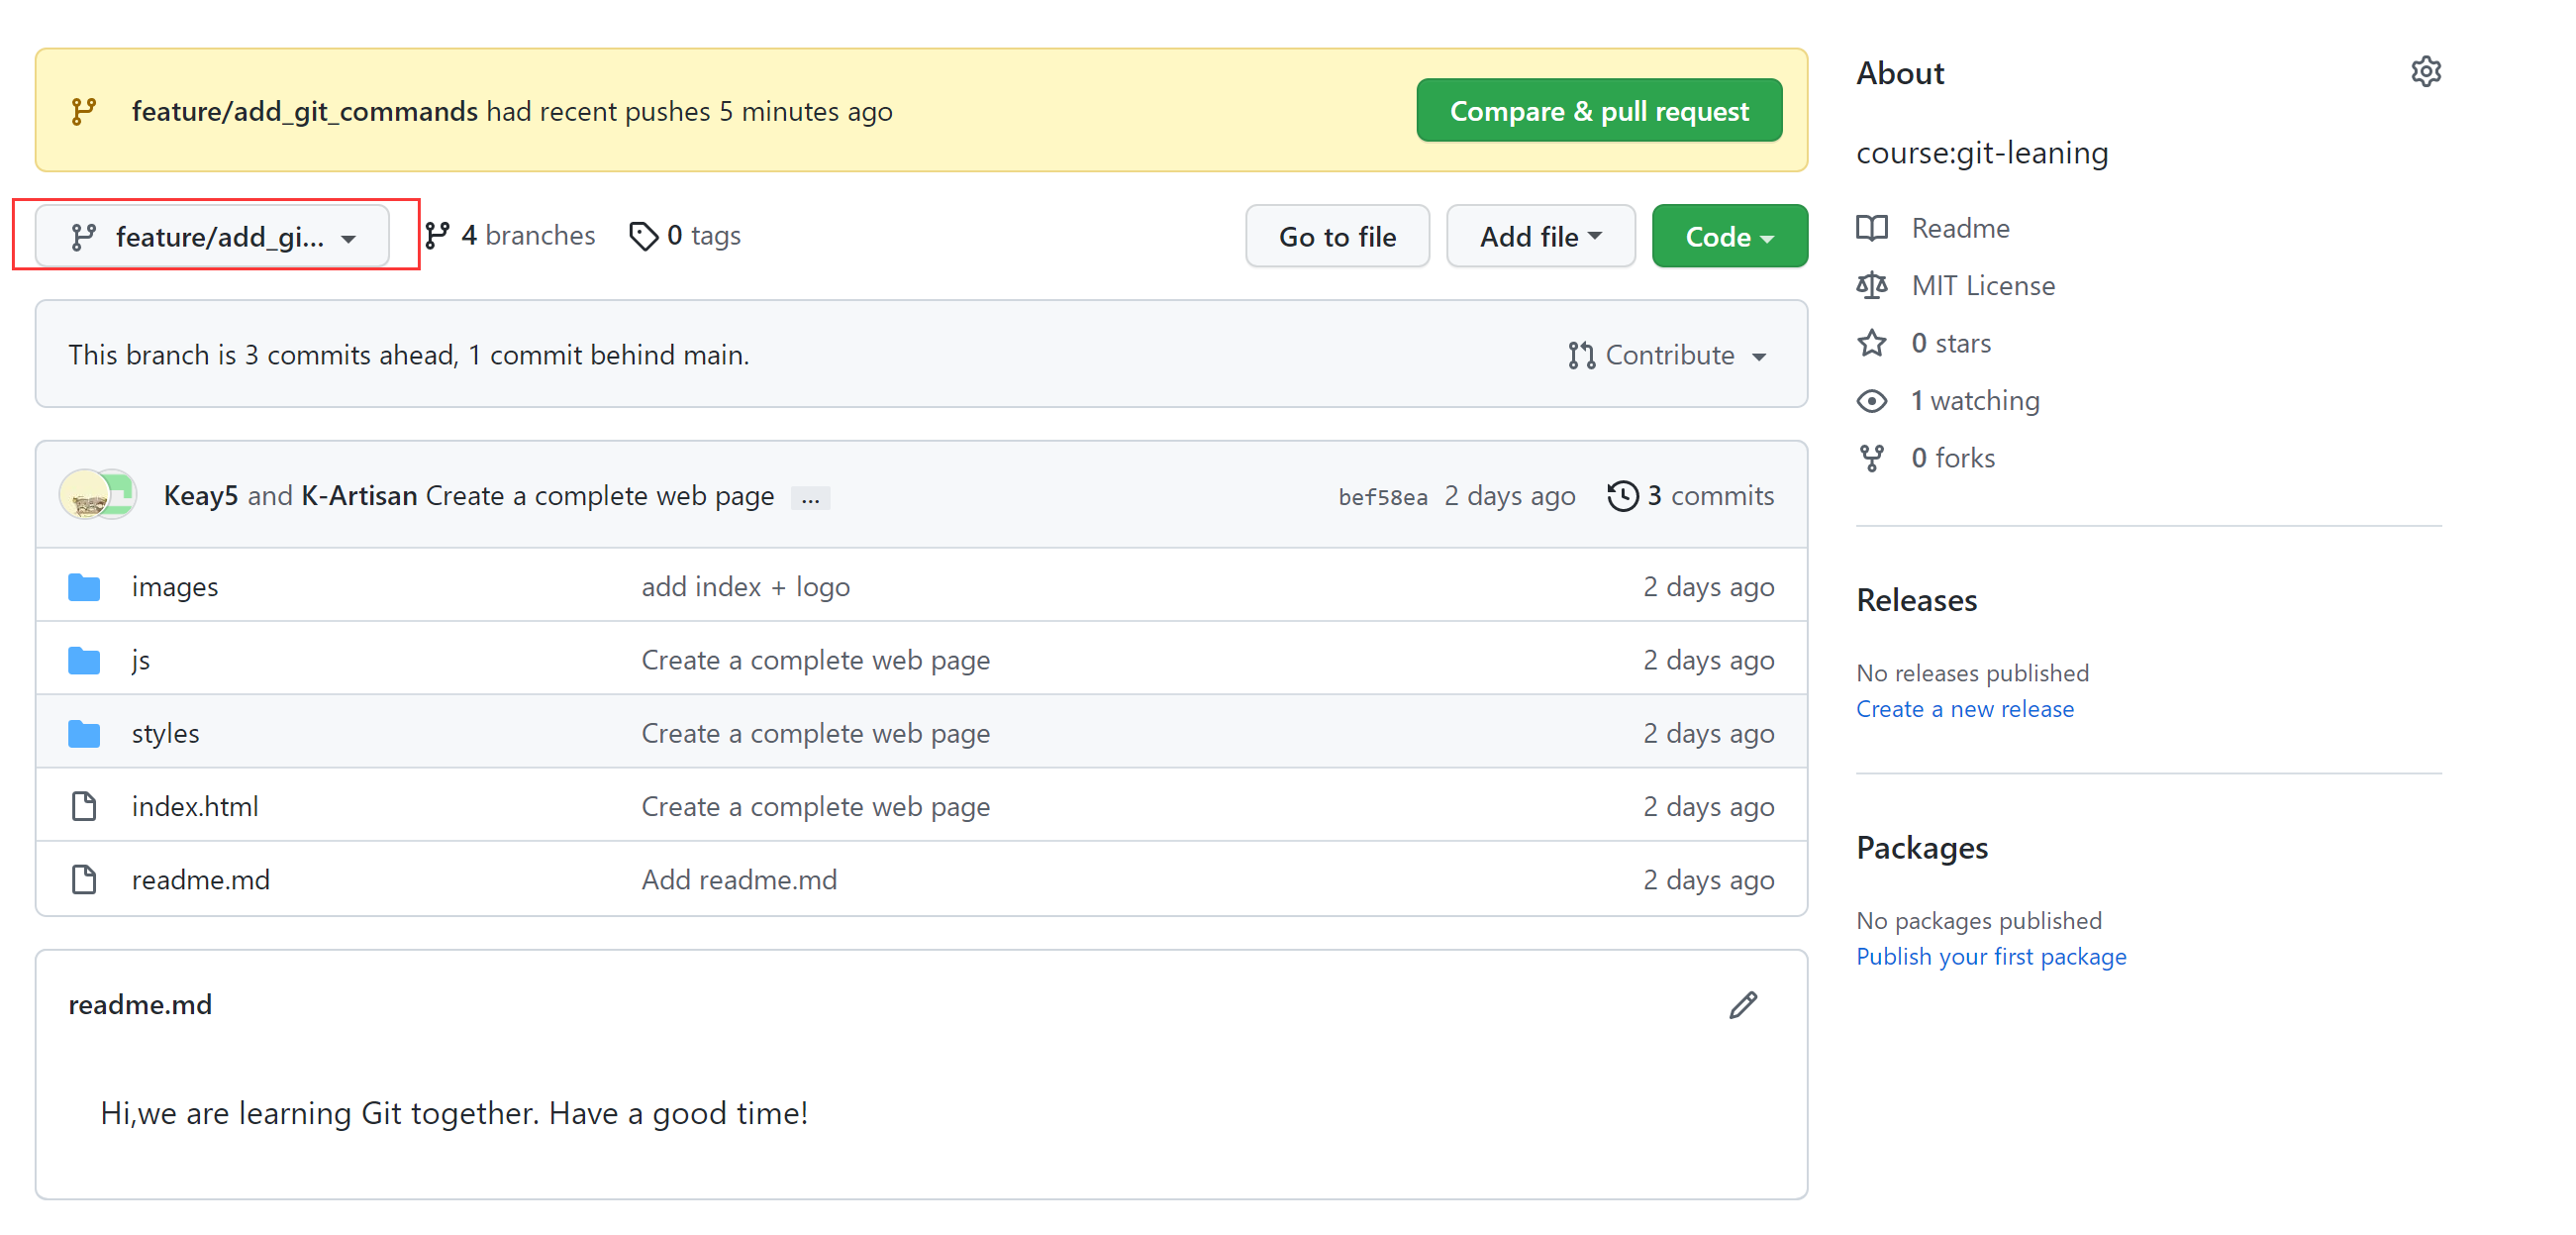 feature/add_git_commands had recent pushes 5 minutes ago
Compare & pull request
feature/add_gi...
4 branches
0 tags
Go to file
Add file
Code
This branch is 3 commits ahead, 1 commit behind main.
Contribute
Keay5 and K-Artisan Create a complete web page ...
bef58ea 2 days ago
3 commits
images add index + logo 2 days ago
js Create a complete web page 2 days ago
styles Create a complete web page 2 days ago
index.html Create a complete web page 2 days ago
readme.md Add readme.md 2 days ago
readme.md
Hi,we are learning Git together. Have a good time!
About
course:git-leaning
Readme
MIT License
0 stars
1 watching
0 forks
Releases
No releases published
Create a new release
Packages
No packages published
Publish your first package